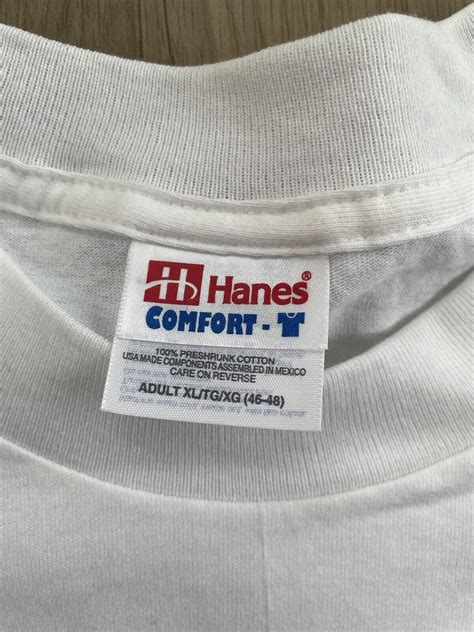 H Hanes®
COMFORT - T
100% PRESHRUNK COTTON
USA MADE COMPONENTS ASSEMBLED IN MEXICO
CARE ON REVERSE
ADULT XL/TG/XG (46-48)